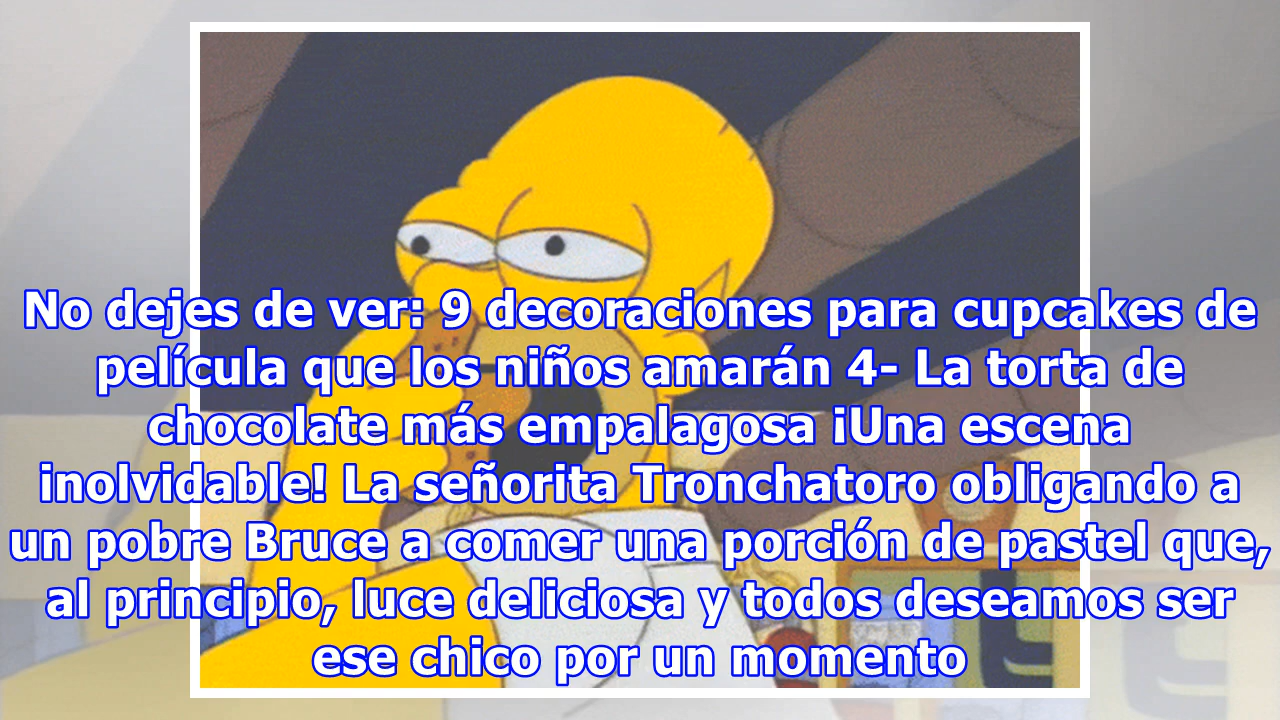 No dejes de ver: 9 decoraciones para cupcakes de
película que los niños amarán 4- La torta de
chocolate más empalagosa ¡Una escena
inolvidable! La señorita Tronchatoro obligando a
un pobre Bruce a comer una porción de pastel que,
al principio, luce deliciosa y todos deseamos ser
ese chico por un momento